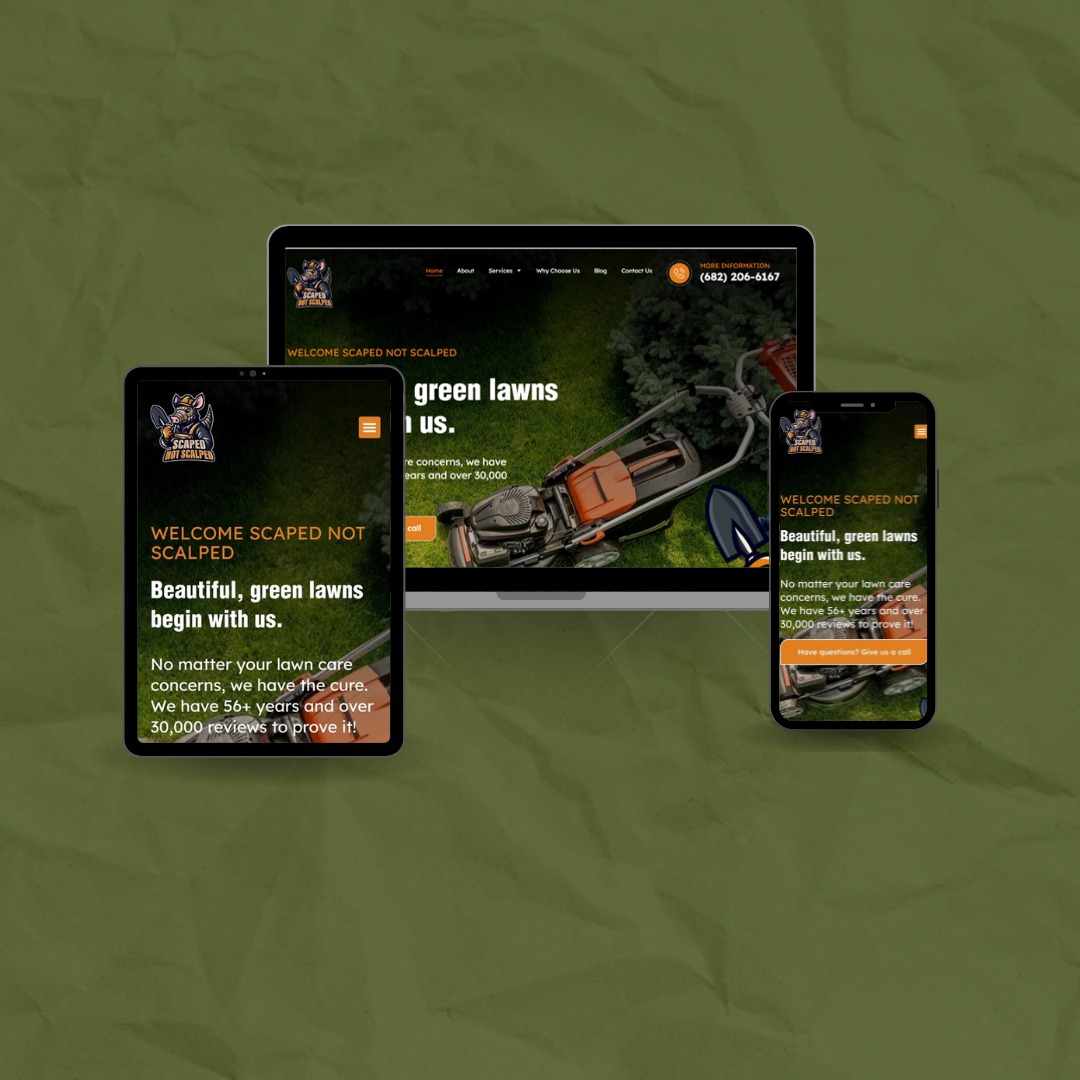 SCAPED
NOT SCALPED
Home
About
Services
Why Choose Us
Blog
Contact Us
MORE INFORMATION
(682) 206-6167
WELCOME SCAPED NOT SCALPED
green lawns
us.
re concerns, we have
ears and over 30,000
call
SCAPED
NOT SCALPED
WELCOME SCAPED NOT
SCALPED
Beautiful, green lawns
begin with us.
No matter your lawn care
concerns, we have the cure.
We have 56+ years and over
30,000 reviews to prove it!
SCAPED
NOT SCALPED
WELCOME SCAPED NOT
SCALPED
Beautiful, green lawns
begin with us.
No matter your lawn care
concerns, we have the cure.
We have 56+ years and over
30,000 reviews to prove it!
Have questions? Give us a call